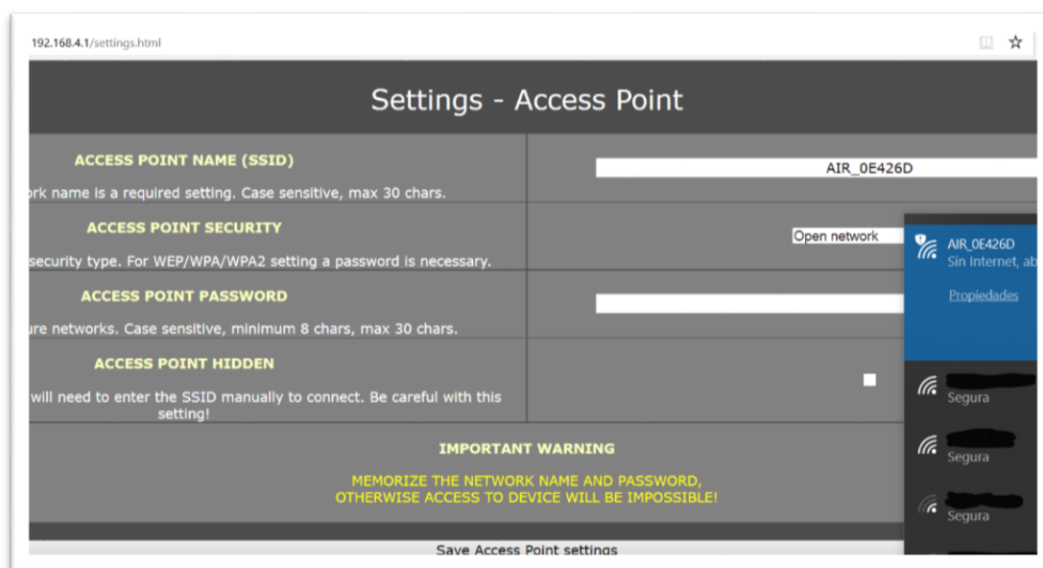 192.168.4.1/settings.html
Settings - Access Point
ACCESS POINT NAME (SSID)
name is a required setting. Case sensitive, max 30 chars.
AIR_0E426D
ACCESS POINT SECURITY
security type. For WEP/WPA/WPA2 setting a password is necessary.
Open network
ACCESS POINT PASSWORD
networks. Case sensitive, minimum 8 chars, max 30 chars.
ACCESS POINT HIDDEN
will need to enter the SSID manually to connect. Be careful with this
setting!
IMPORTANT WARNING
MEMORIZE THE NETWORK NAME AND PASSWORD,
OTHERWISE ACCESS TO DEVICE WILL BE IMPOSSIBLE!
Save Access Point settings
AIR_0E426D
Sin Internet,
Propiedades
Segura
Segura
Segura